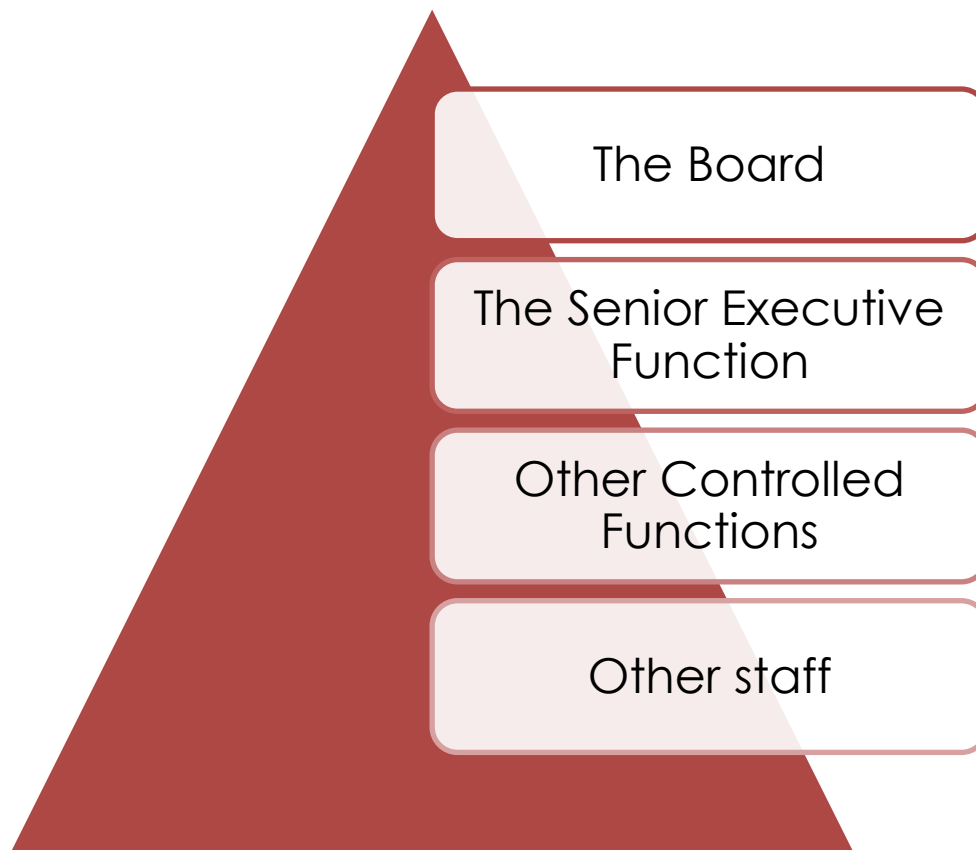 The Board
The Senior Executive
Function
Other Controlled
Functions
Other staff